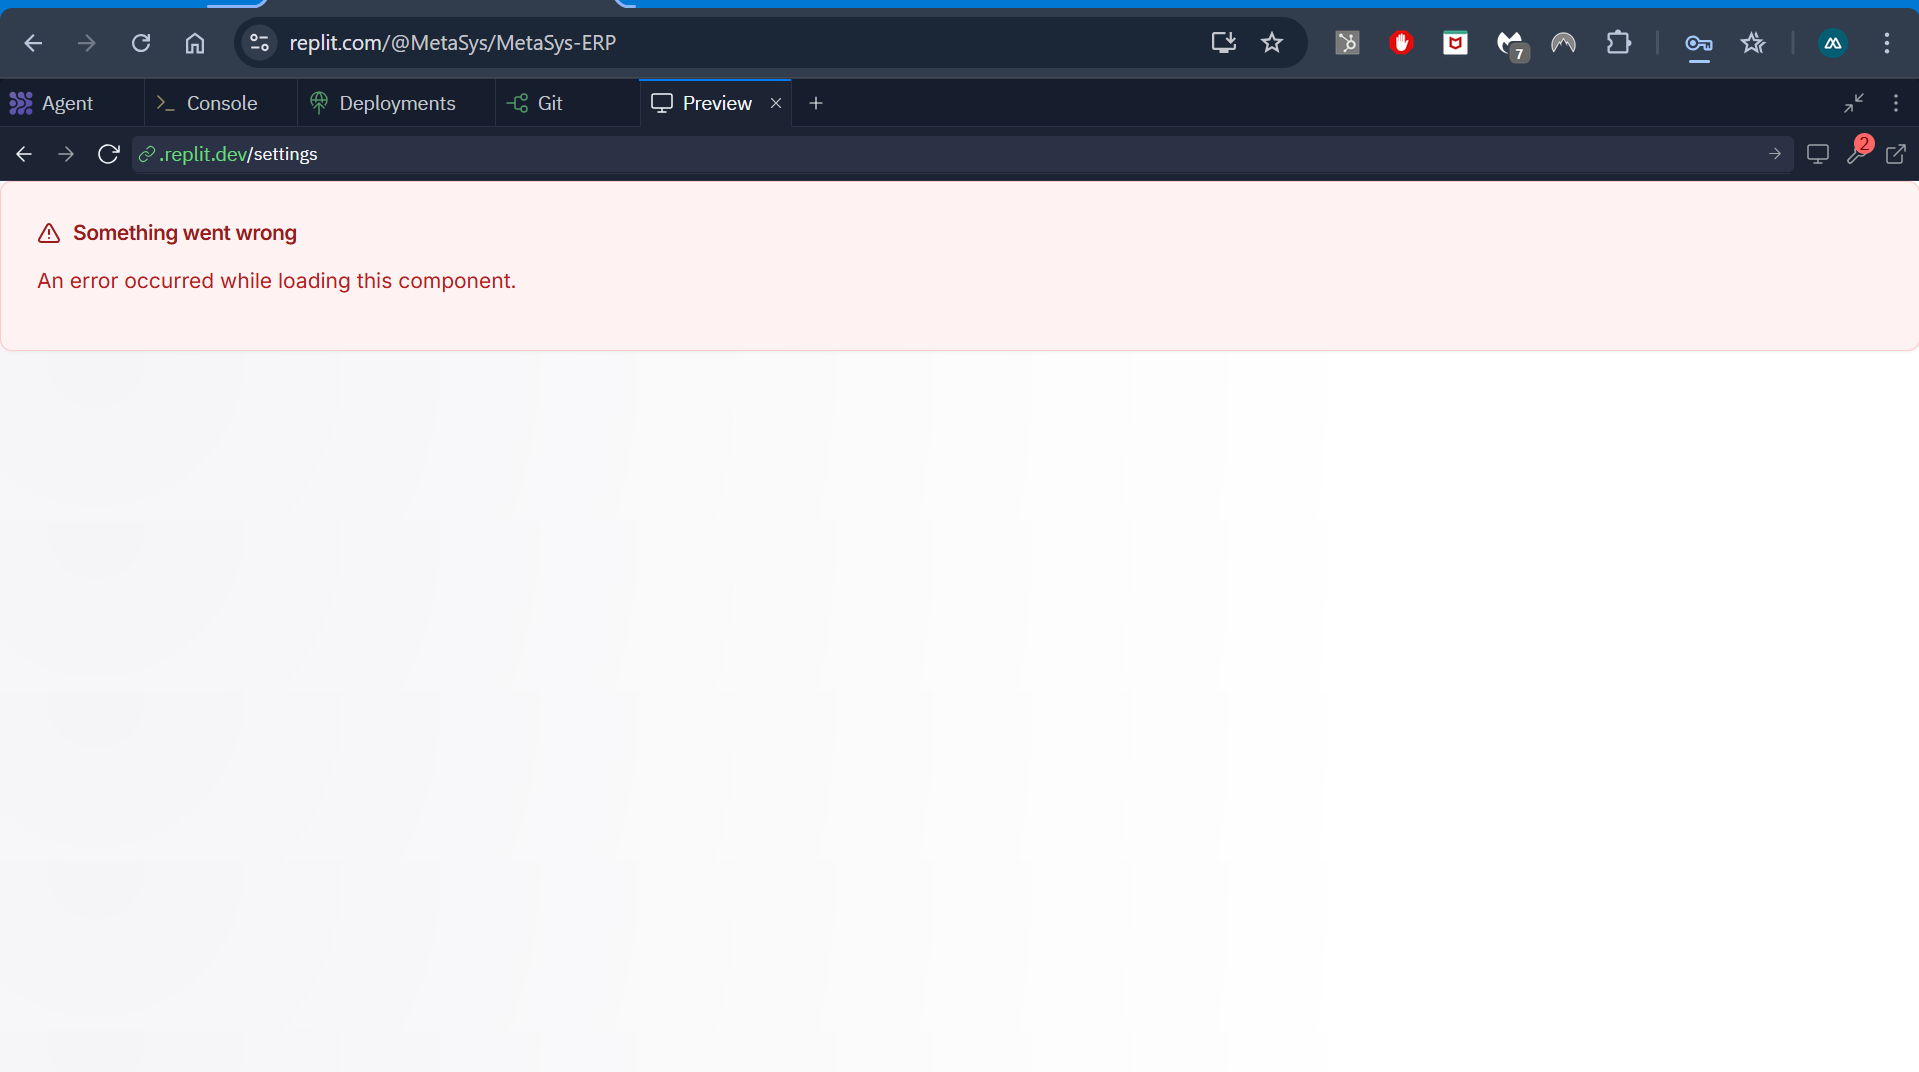 replit.com/@MetaSys/MetaSys-ERP
7
Agent
Console
Deployments
Git
Preview
.replit.dev/settings
2
Something went wrong
An error occurred while loading this component.